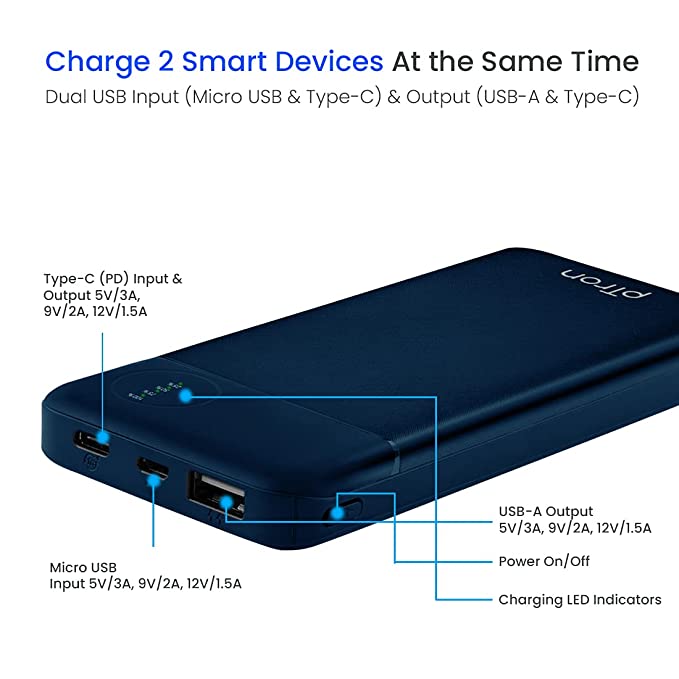 Charge 2 Smart Devices At the Same Time
Dual USB Input (Micro USB & Type-C) & Output (USB-A & Type-C)
Type-C (PD) Input &
Output 5V/3A,
9V/2A, 12V/1.5A
pTron
USB-A Output
5V/3A, 9V/2A, 12V/1.5A
Power On/Off
Charging LED Indicators
Micro USB
Input 5V/3A, 9V/2A, 12V/1.5A